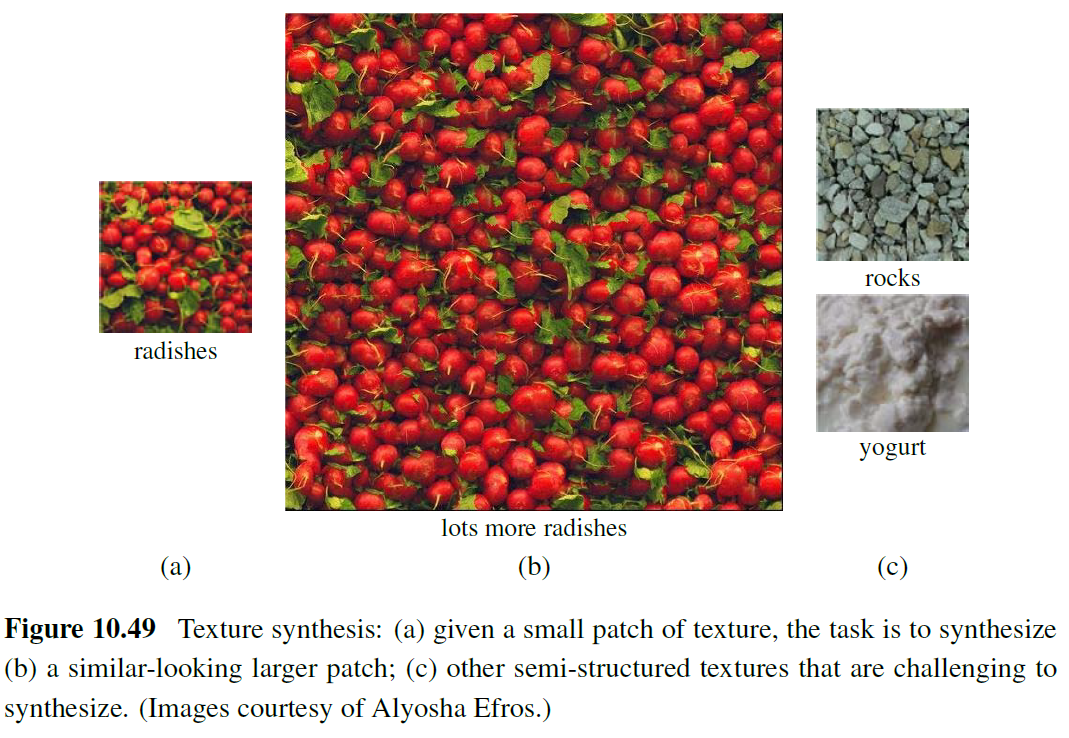 radishes
lots more radishes
rocks
yogurt
(a)
(b)
(c)
Figure 10.49 Texture synthesis: (a) given a small patch of texture, the task is to synthesize
(b) a similar-looking larger patch; (c) other semi-structured textures that are challenging to
synthesize. (Images courtesy of Alyosha Efros.)